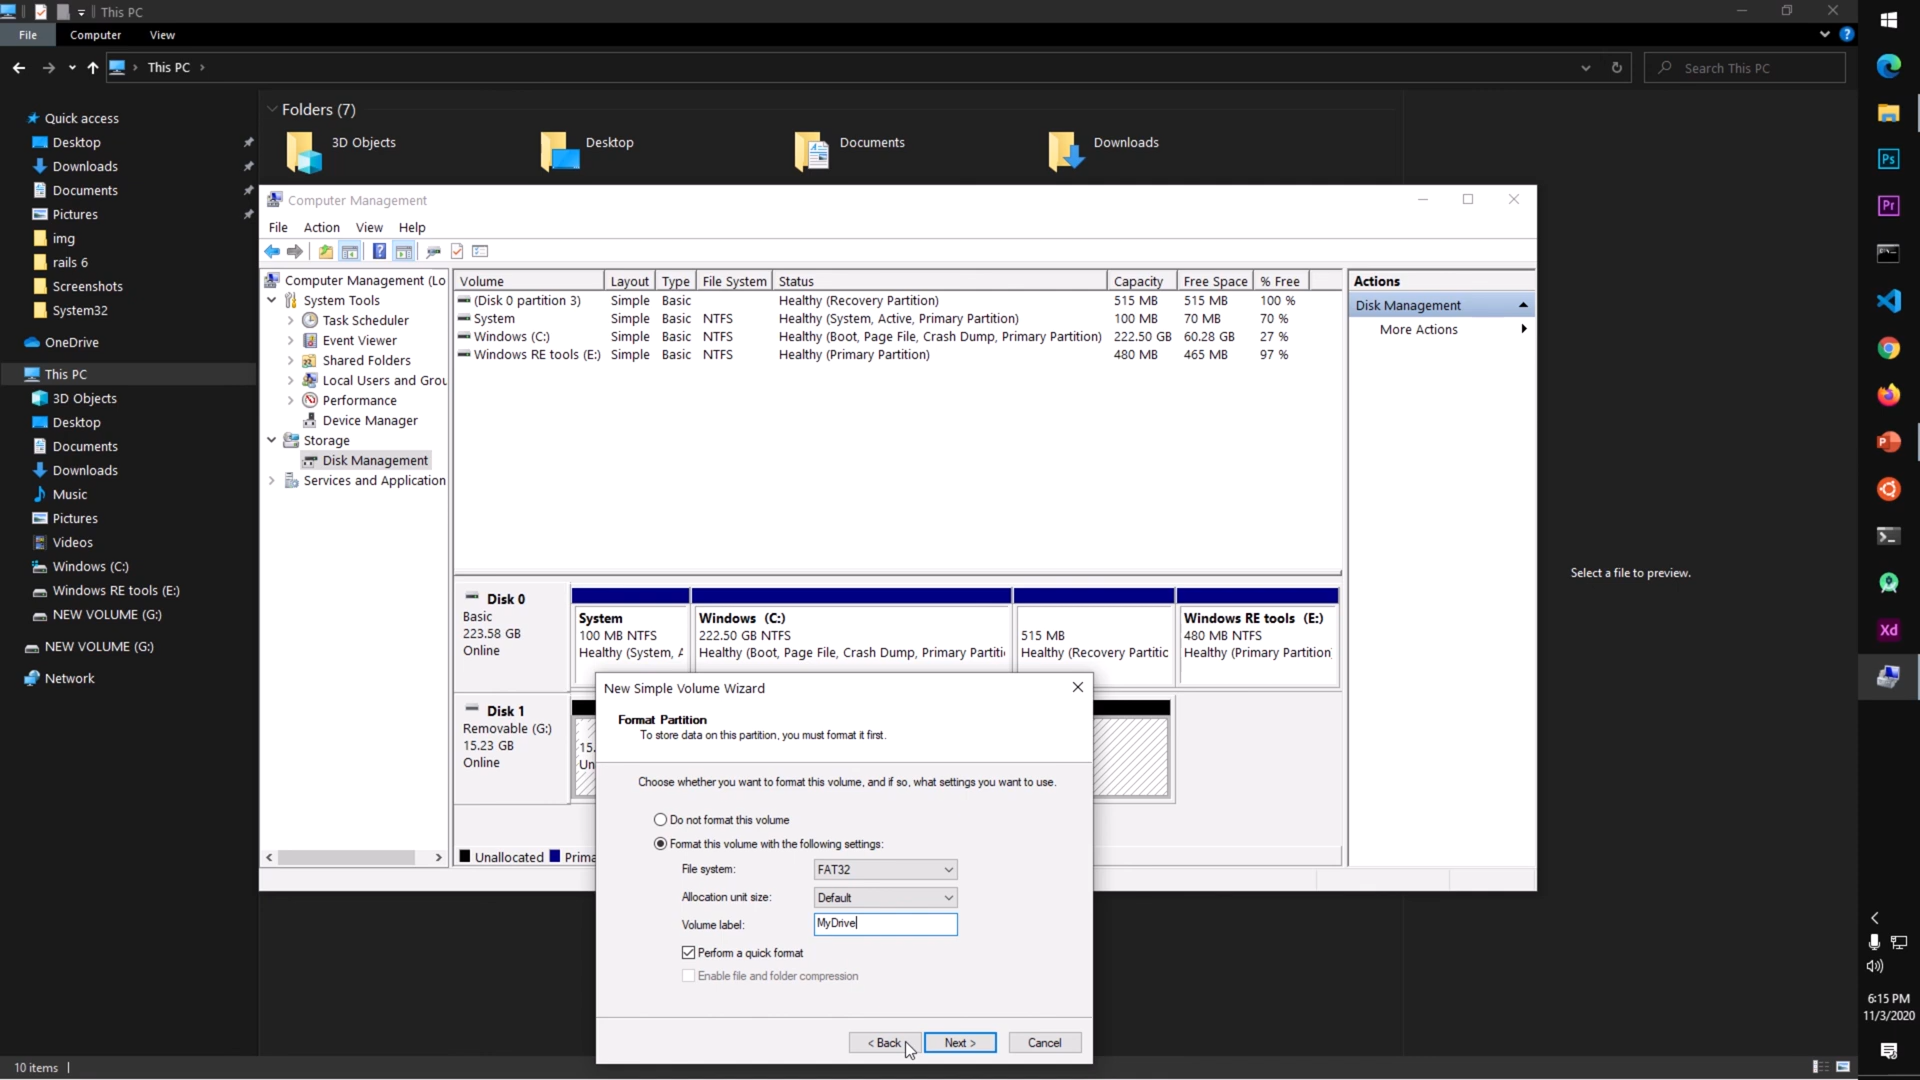 This PC
File Computer View
This PC
Search This PC
Quick access
Desktop
Downloads
Documents
Pictures
img
rails 6
Screenshots
System32
OneDrive
This PC
3D Objects
Desktop
Documents
Downloads
Music
Pictures
Videos
Windows (C:)
Windows RE tools (E:)
NEW VOLUME (G:)
NEW VOLUME (G:)
Network
10 items
Folders (7)
3D Objects
Desktop
Documents
Downloads
Computer Management
File Action View Help
Computer Management (Lo
System Tools
Task Scheduler
Event Viewer
Shared Folders
Local Users and Grou
Performance
Device Manager
Storage
Disk Management
Services and Application
Volume Layout Type File System Status Capacity Free Space % Free
(Disk 0 partition 3) Simple Basic Healthy (Recovery Partition) 515 MB 515 MB 100 %
System Simple Basic NTFS Healthy (System, Active, Primary Partition) 100 MB 70 MB 70 %
Windows (C:) Simple Basic NTFS Healthy (Boot, Page File, Crash Dump, Primary Partition) 222.50 GB 60.28 GB 27 %
Windows RE tools (E:) Simple Basic NTFS Healthy (Primary Partition) 480 MB 465 MB 97 %
Actions
Disk Management
More Actions
Disk 0
Basic
223.58 GB
Online
System
100 MB NTFS
Healthy (System, A
Windows (C:)
222.50 GB NTFS
Healthy (Boot, Page File, Crash Dump, Primary Partiti
515 MB
Healthy (Recovery Partitic
Windows RE tools (E:)
480 MB NTFS
Healthy (Primary Partition
Disk 1
Removable (G:)
15.23 GB
Online
15.
Un
Unallocated Prima
New Simple Volume Wizard
Format Partition
To store data on this partition, you must format it first.
Choose whether you want to format this volume, and if so, what settings you want to use.
Do not format this volume
Format this volume with the following settings:
File system: FAT32
Allocation unit size: Default
Volume label: MyDrive
Perform a quick format
Enable file and folder compression
< Back Next > Cancel
Select a file to preview.
Ps
Pr
P
Xd
6:15 PM
11/3/2020